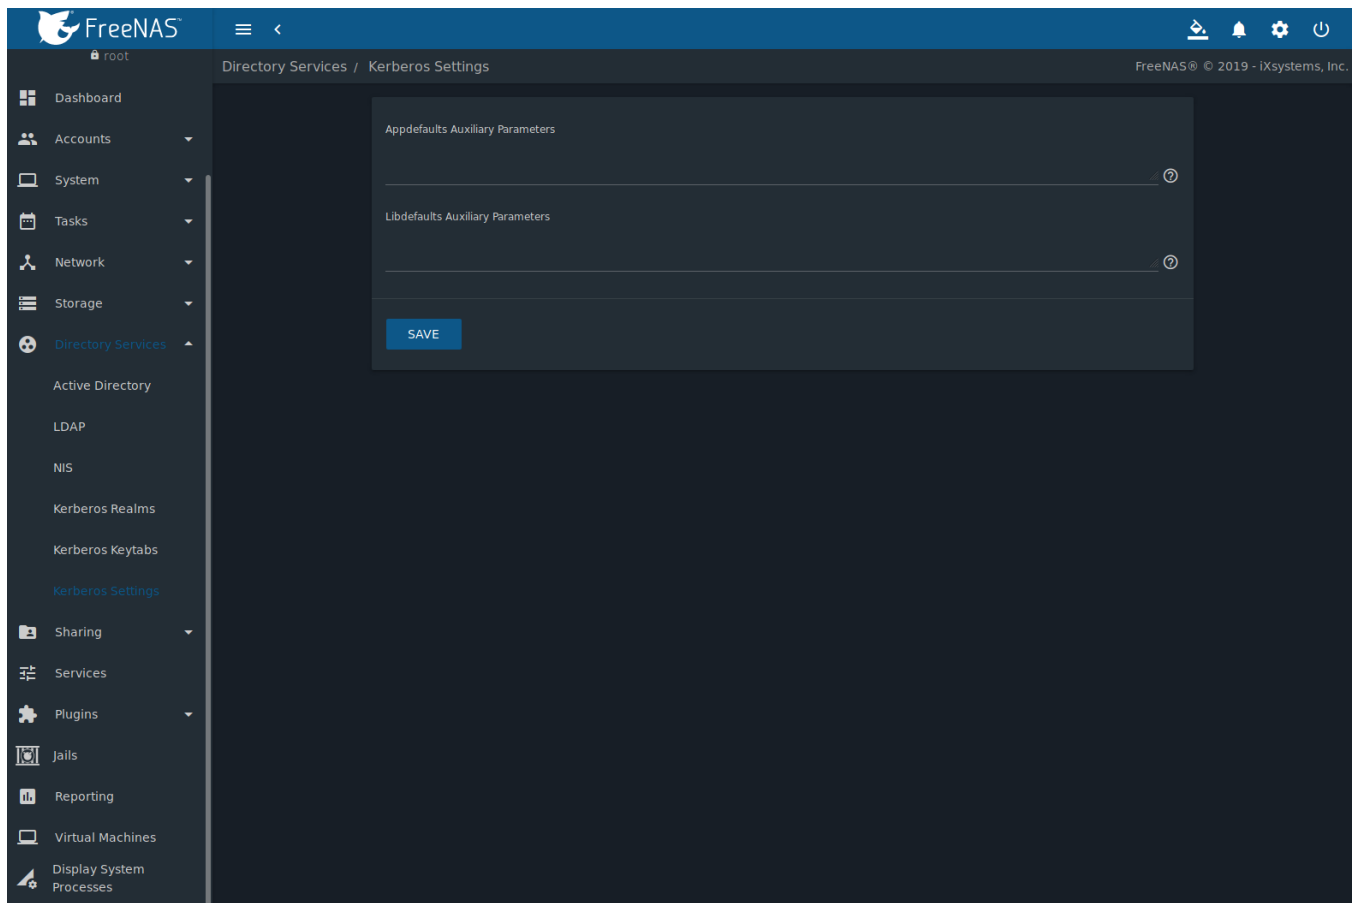 FreeNAS™
root
Directory Services / Kerberos Settings
FreeNAS® © 2019 - iXsystems, Inc.
Dashboard
Accounts
System
Tasks
Network
Storage
Directory Services
Active Directory
LDAP
NIS
Kerberos Realms
Kerberos Keytabs
Kerberos Settings
Sharing
Services
Plugins
Jails
Reporting
Virtual Machines
Display System
Processes
Appdefaults Auxiliary Parameters
Libdefaults Auxiliary Parameters
SAVE